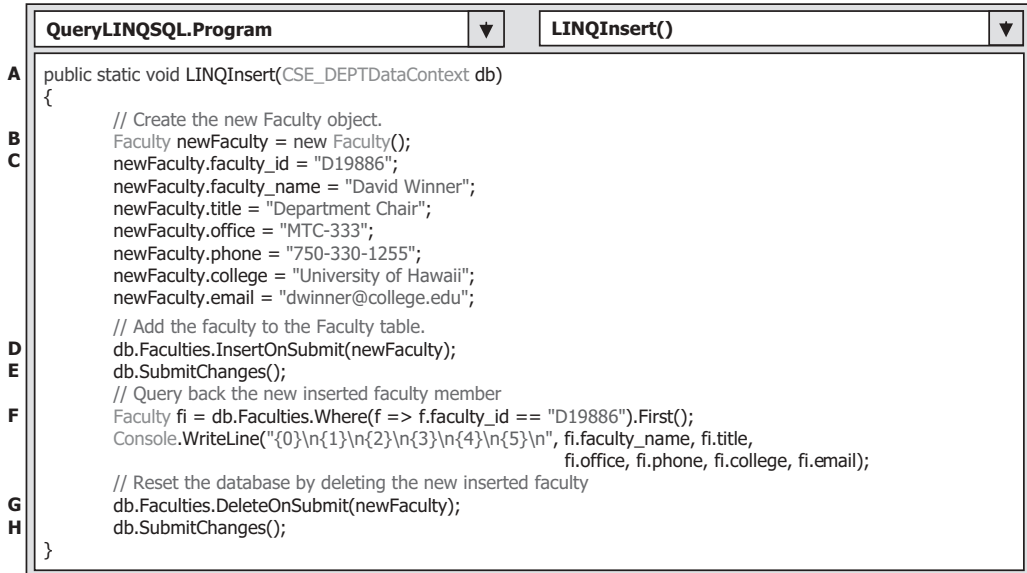 QueryLINQSQL.Program LINQInsert()
A public static void LINQInsert(CSE_DEPTDataContext db)
{
// Create the new Faculty object.
B Faculty newFaculty = new Faculty();
C newFaculty.faculty_id = "D19886";
newFaculty.faculty_name = "David Winner";
newFaculty.title = "Department Chair";
newFaculty.office = "MTC-333";
newFaculty.phone = "750-330-1255";
newFaculty.college = "University of Hawaii";
newFaculty.email = "dwinner@college.edu";
// Add the faculty to the Faculty table.
D db.Faculties.InsertOnSubmit(newFaculty);
E db.SubmitChanges();
// Query back the new inserted faculty member
F Faculty fi = db.Faculties.Where(f => f.faculty_id == "D19886").First();
Console.WriteLine("{0}\n{1}\n{2}\n{3}\n{4}\n{5}\n", fi.faculty_name, fi.title,
fi.office, fi.phone, fi.college, fi.email);
// Reset the database by deleting the new inserted faculty
G db.Faculties.DeleteOnSubmit(newFaculty);
H db.SubmitChanges();
}